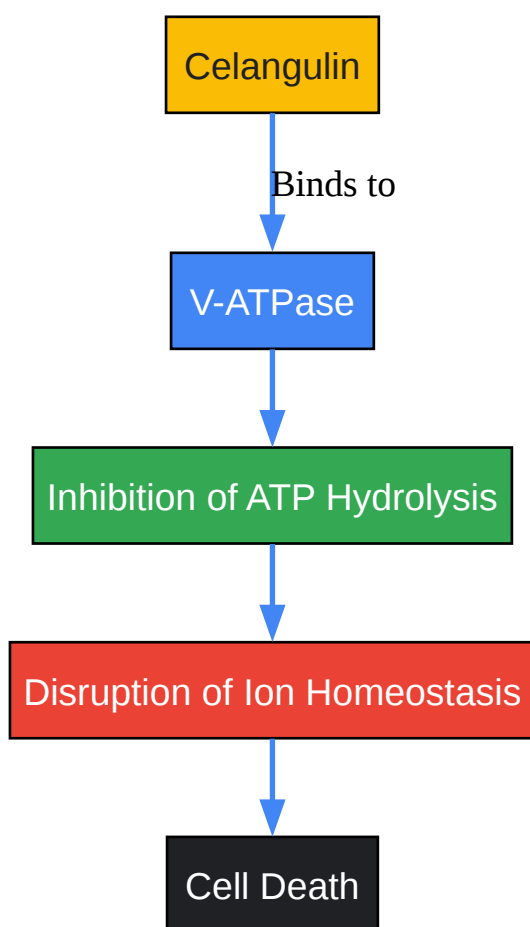 Celangulin
Binds to
V-ATPase
Inhibition of ATP Hydrolysis
Disruption of Ion Homeostasis
Cell Death